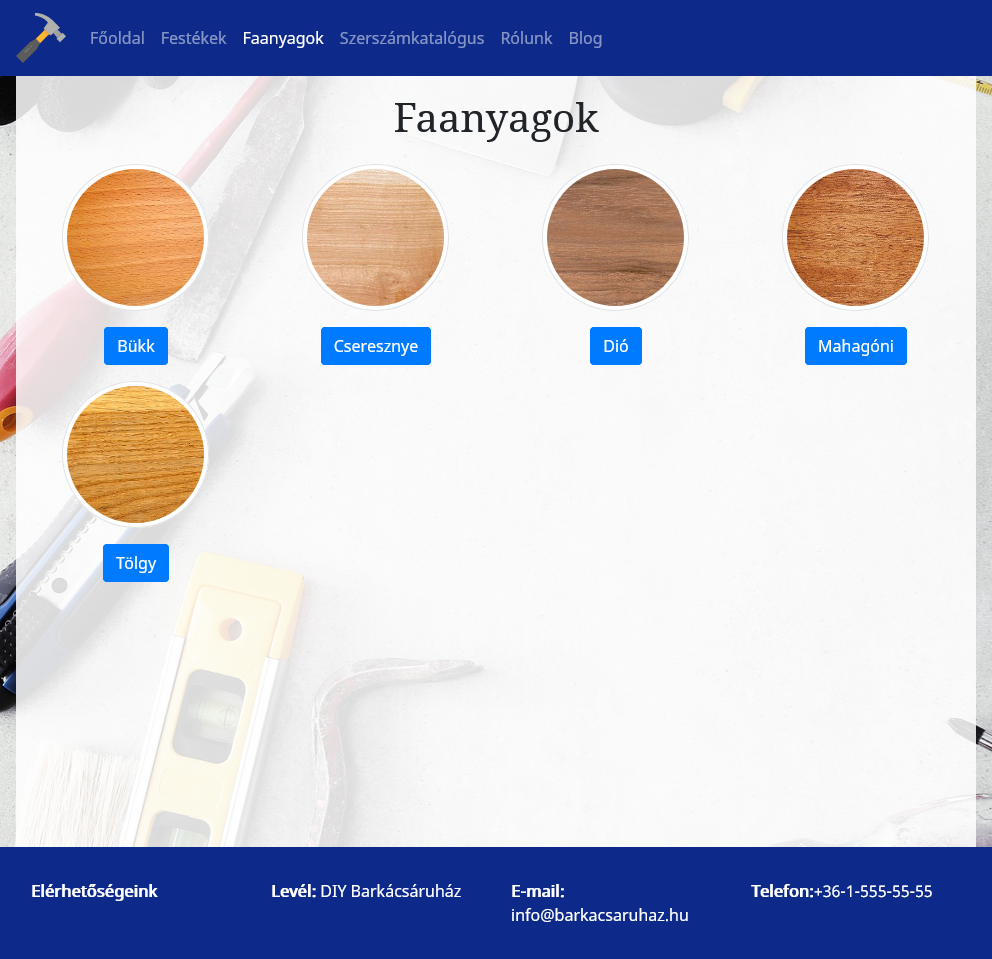 Főoldal Festékek Faanyagok Szerszámkatalógus Rólunk Blog
Faanyagok
Bükk Cseresznye Dió Mahagóni
Tölgy
Elérhetőségeink Levél: DIY Barkácsáruház E-mail: Telefon:+36-1-555-55-55
info@barkacsaruhaz.hu